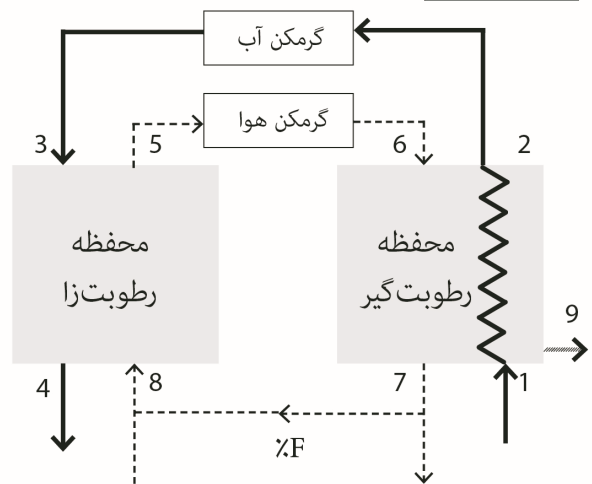 گرمکن آب
گرمکن هوا
3
5
6
2
محفظه
رطوبت‌زا
محفظه
رطوبت‌گیر
9
4
8
7
1
٪F